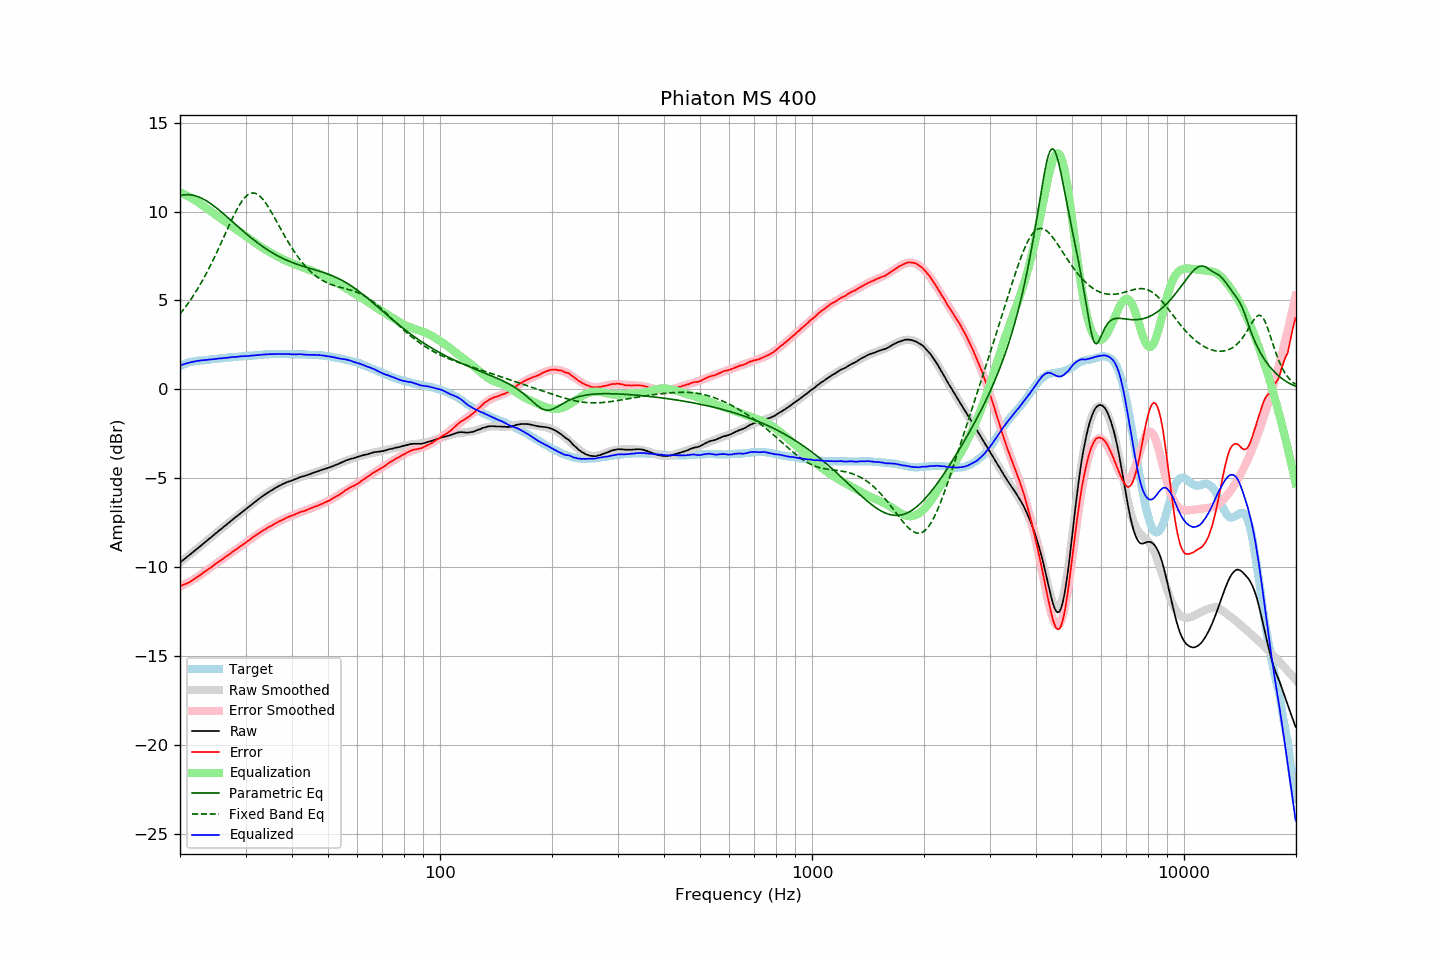 Phiaton MS 400
15
10
5
0
−5
−10
−15
−20
−25
Amplitude (dBr)
Target
Raw Smoothed
Error Smoothed
Raw
Error
Equalization
Parametric Eq
Fixed Band Eq
Equalized
100
1000
10000
Frequency (Hz)